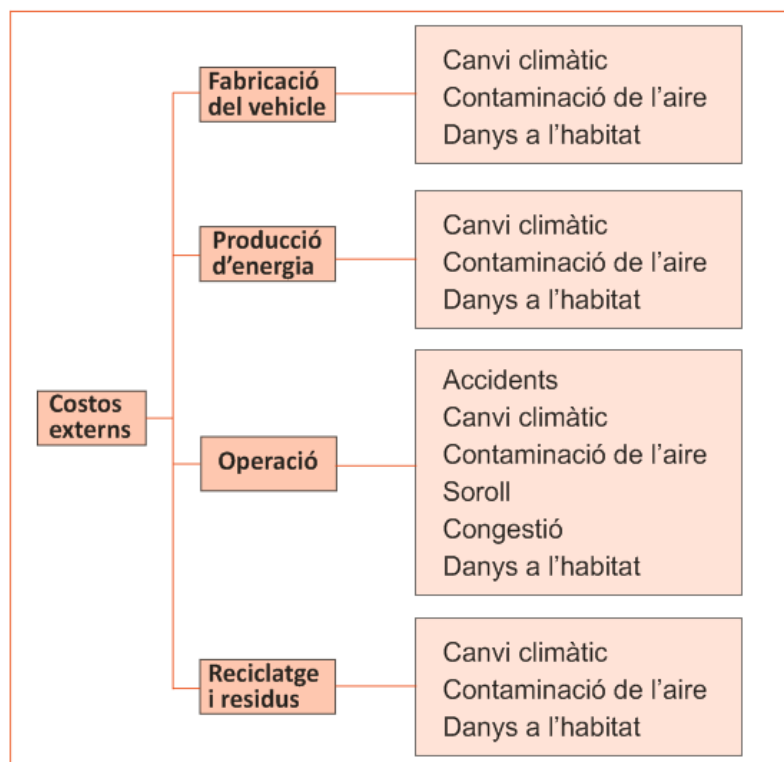 Fabricació
del vehicle
Canvi climàtic
Contaminació de l'aire
Danys a l'habitat
Producció
d'energia
Canvi climàtic
Contaminació de l'aire
Danys a l'habitat
Costos
externs
Operació
Accidents
Canvi climàtic
Contaminació de l'aire
Soroll
Congestió
Danys a l'habitat
Reciclatge
i residus
Canvi climàtic
Contaminació de l'aire
Danys a l'habitat